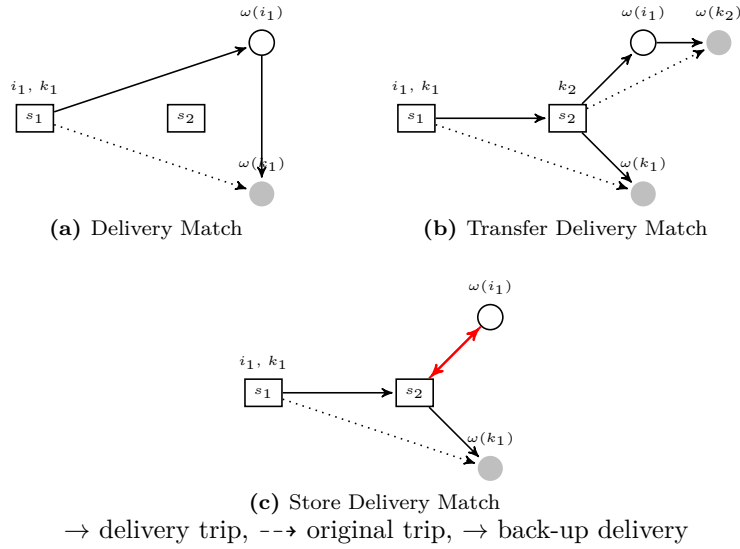 ω(i₁)
i₁, k₁
s₁
s₂
ω(k₁)
(a) Delivery Match
ω(i₁) ω(k₂)
i₁, k₁
k₂
s₁
s₂
ω(k₁)
(b) Transfer Delivery Match
ω(i₁)
i₁, k₁
s₁
s₂
ω(k₁)
(c) Store Delivery Match
→ delivery trip, ⤏ original trip, → back-up delivery